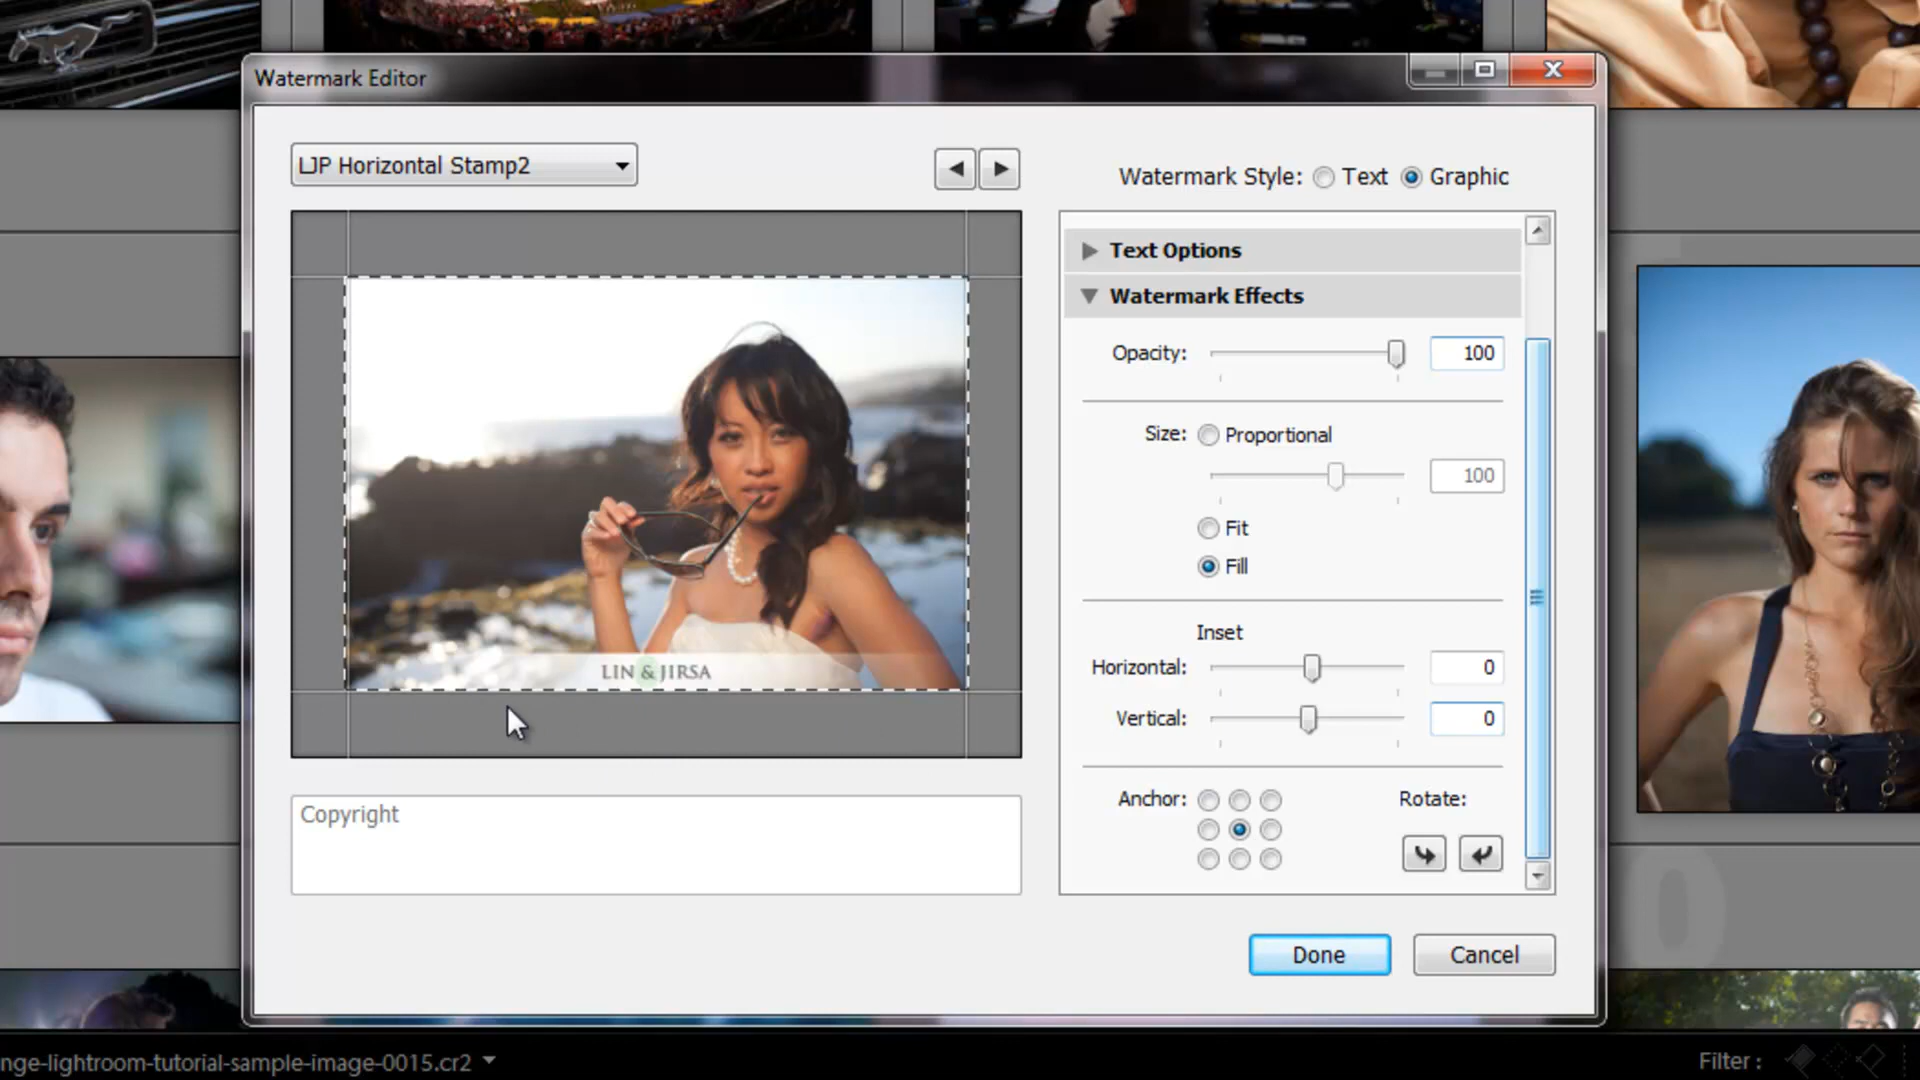 Watermark Editor
LJP Horizontal Stamp2
Watermark Style: Text Graphic
Text Options
Watermark Effects
Opacity: 100
Size: Proportional
100
Fit
Fill
Inset
Horizontal: 0
Vertical: 0
LIN & JIRSA
Anchor: Rotate:
Copyright
Done Cancel
nge-lightroom-tutorial-sample-image-0015.cr2
Filter :